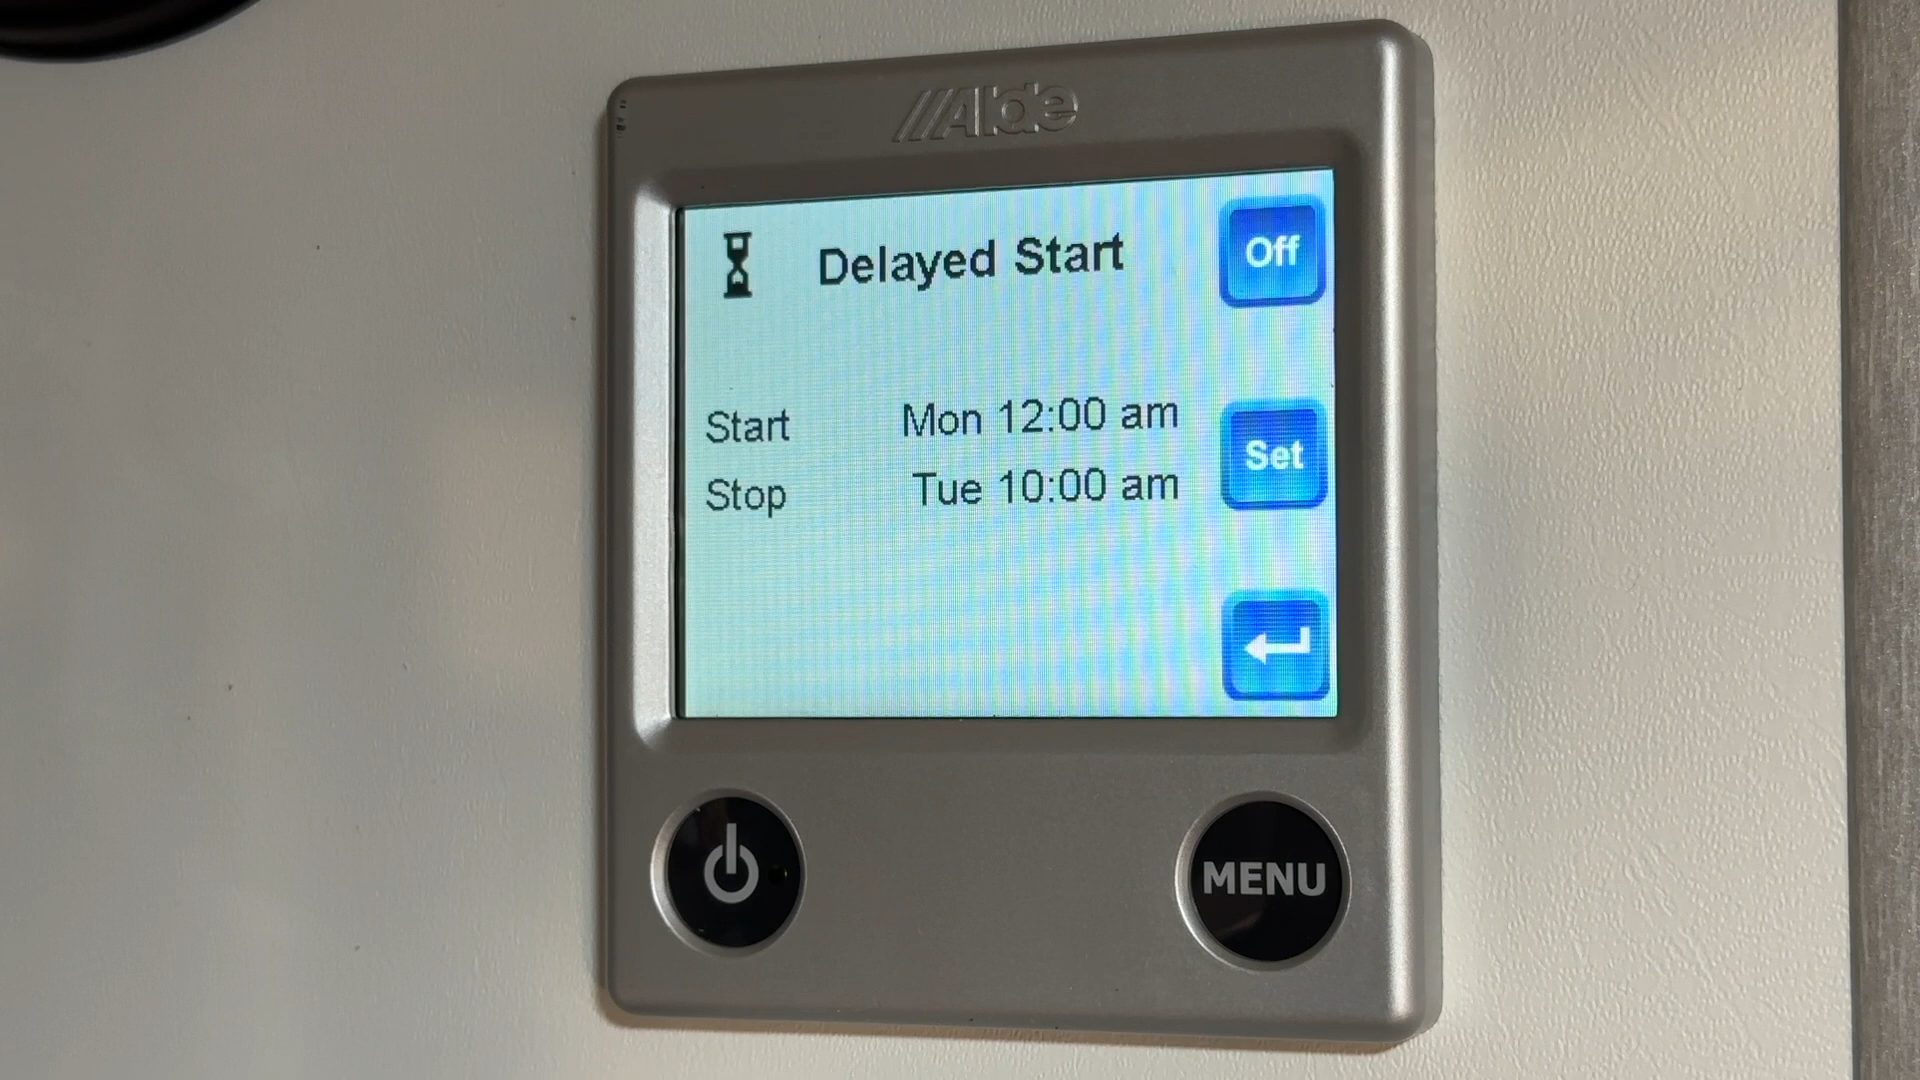 Alde
Delayed Start
Off
Start Mon 12:00 am
Set
Stop Tue 10:00 am
MENU